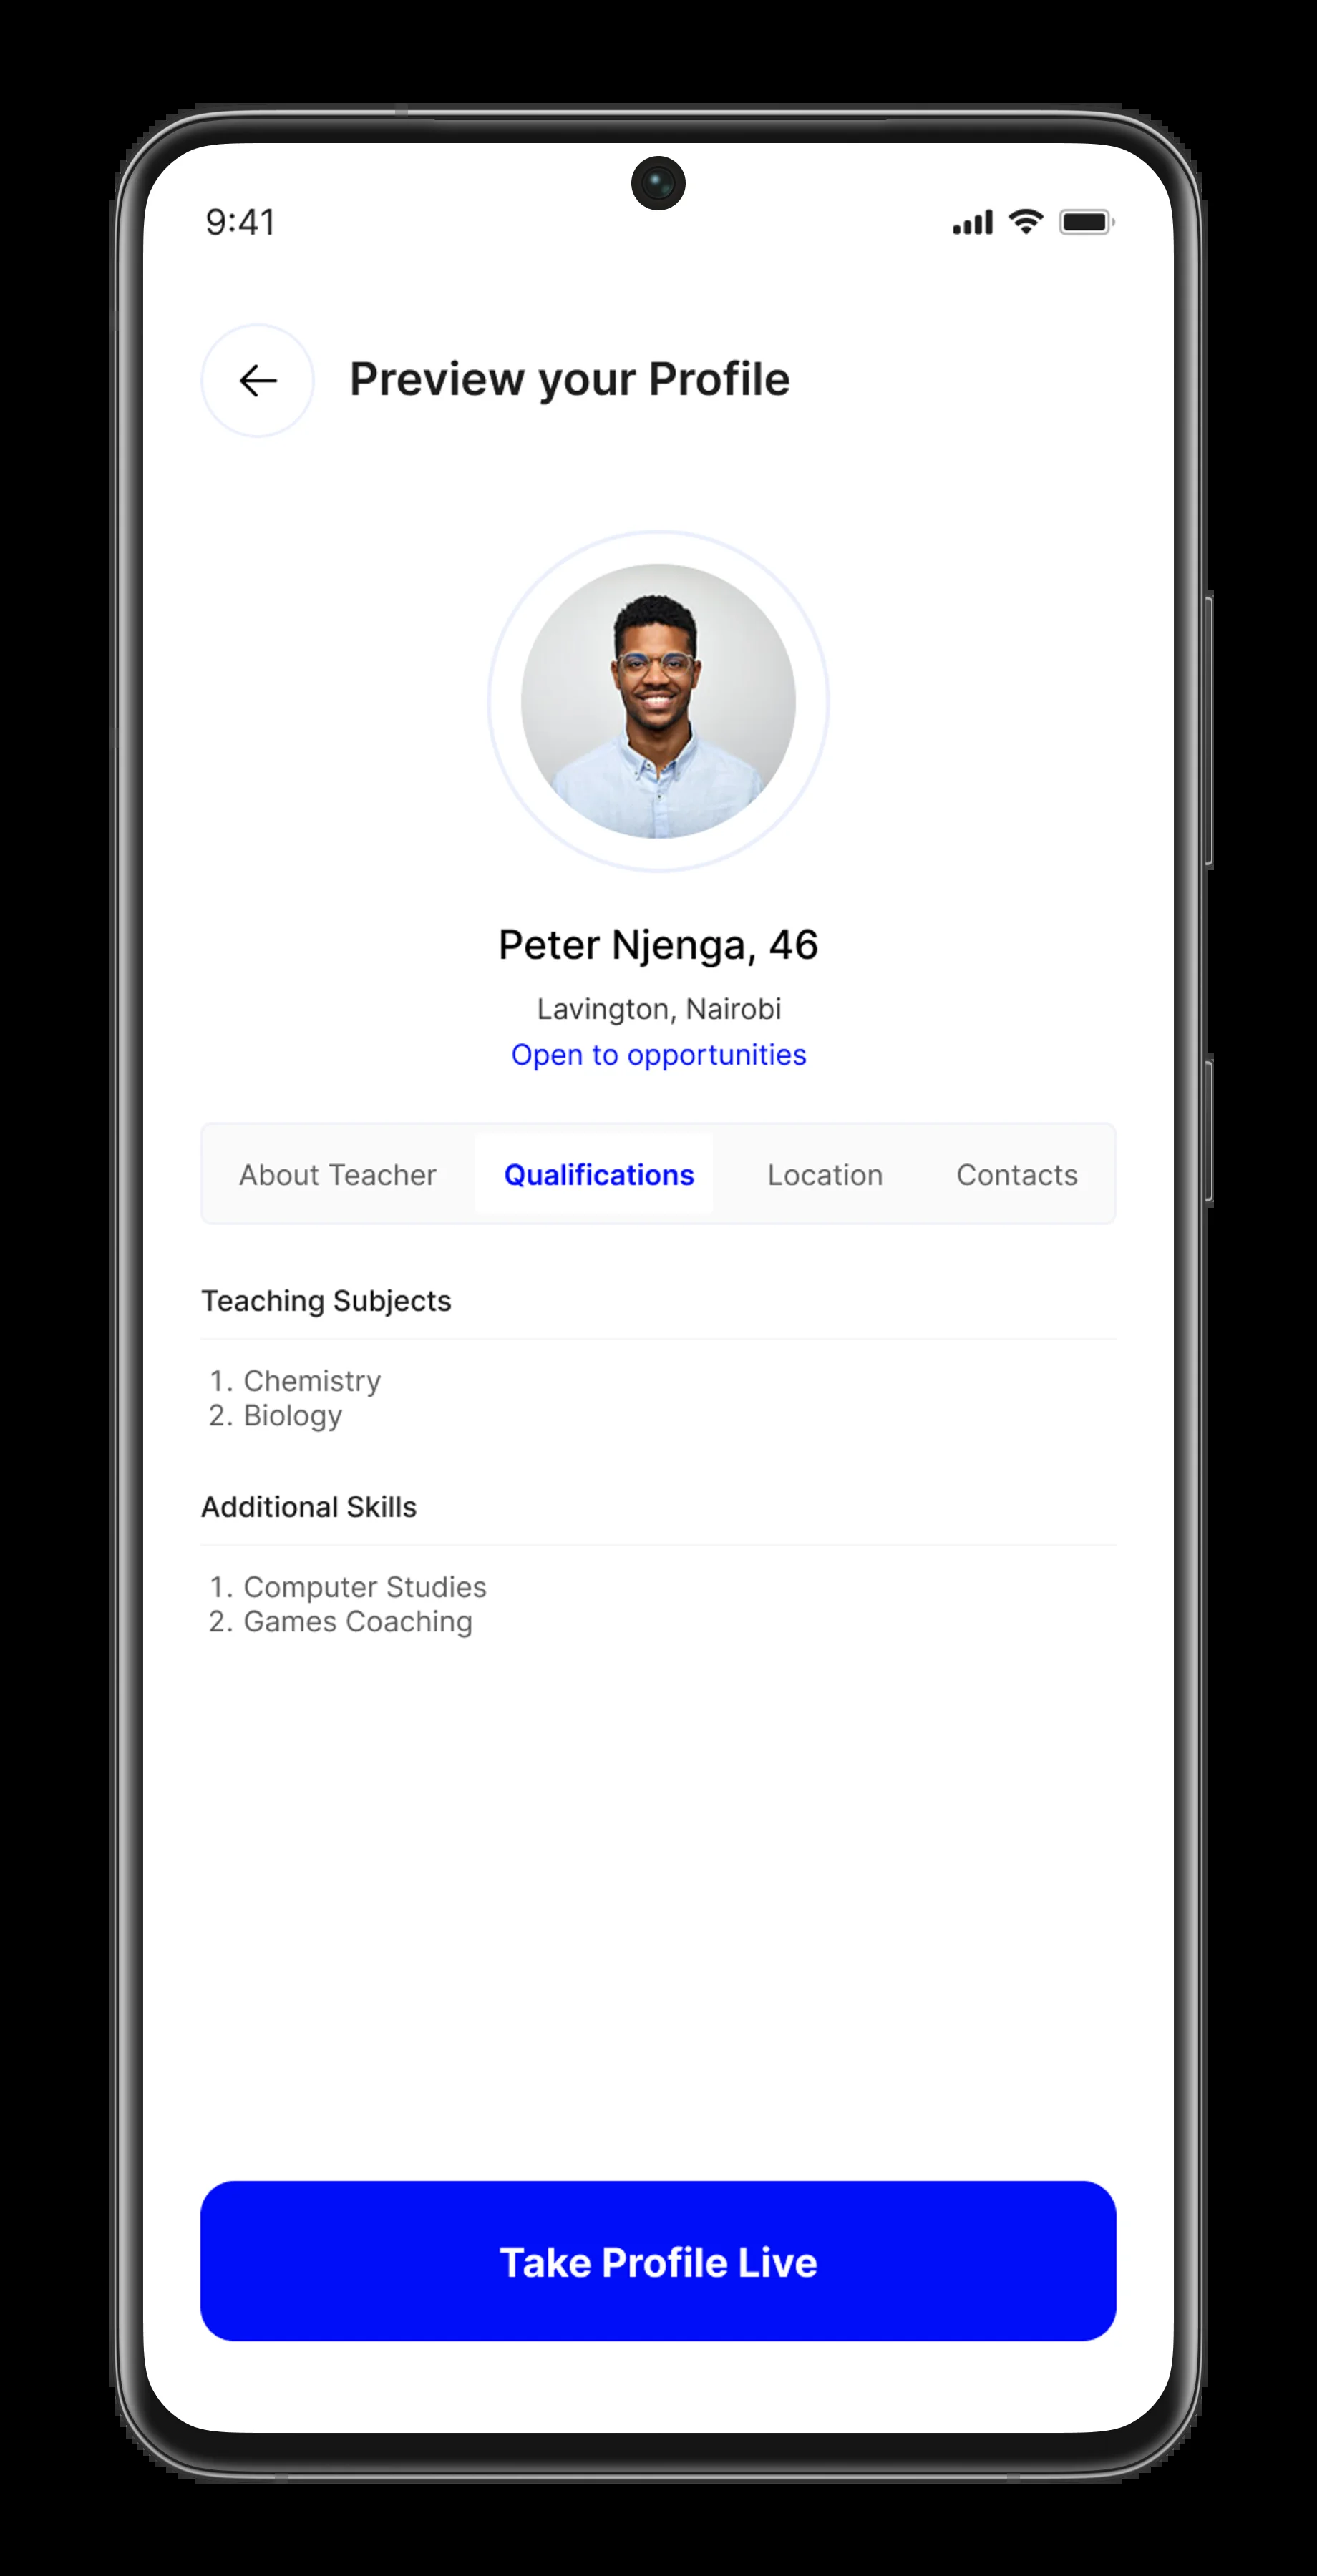 9:41
Preview your Profile
Peter Njenga, 46
Lavington, Nairobi
Open to opportunities
About Teacher Qualifications Location Contacts
Teaching Subjects
1. Chemistry
2. Biology
Additional Skills
1. Computer Studies
2. Games Coaching
Take Profile Live